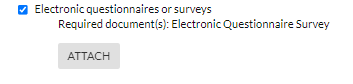 Electronic questionnaires or surveys
Required document(s): Electronic Questionnaire Survey
ATTACH